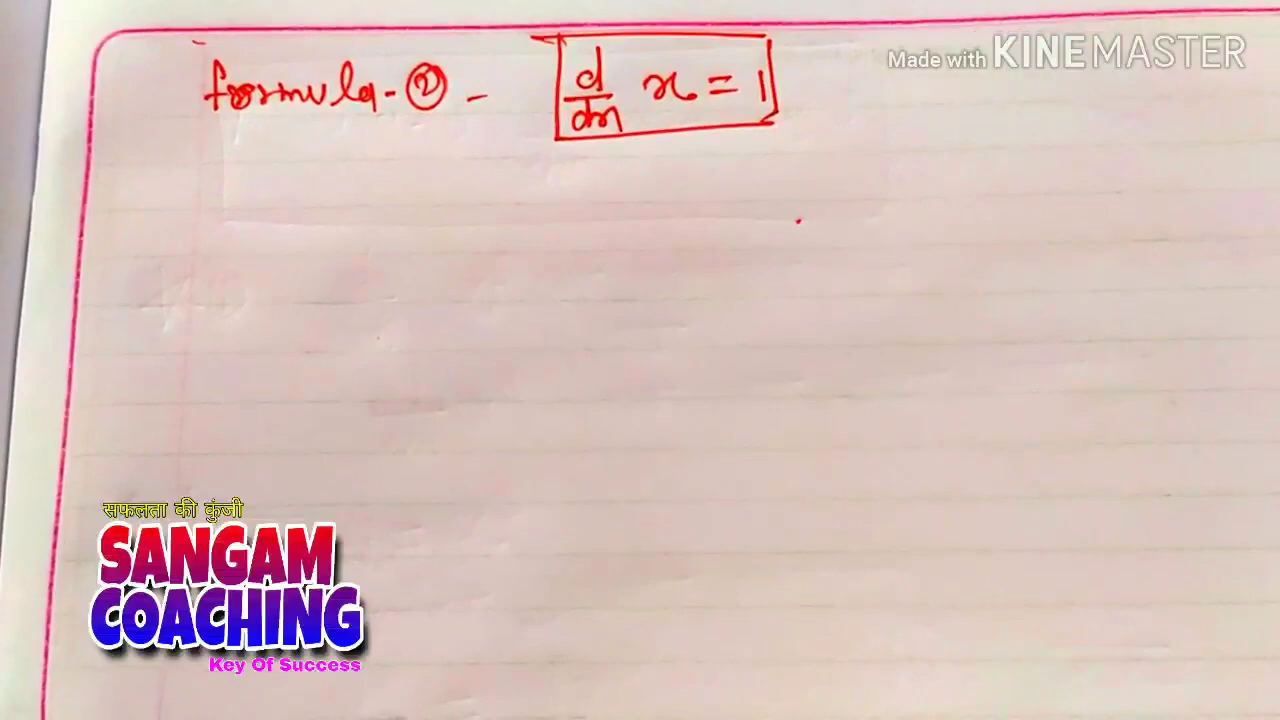 Made with KINEMASTER
formula-② - d/dx x = 1
सफलता की कुंजी
SANGAM
COACHING
Key Of Success